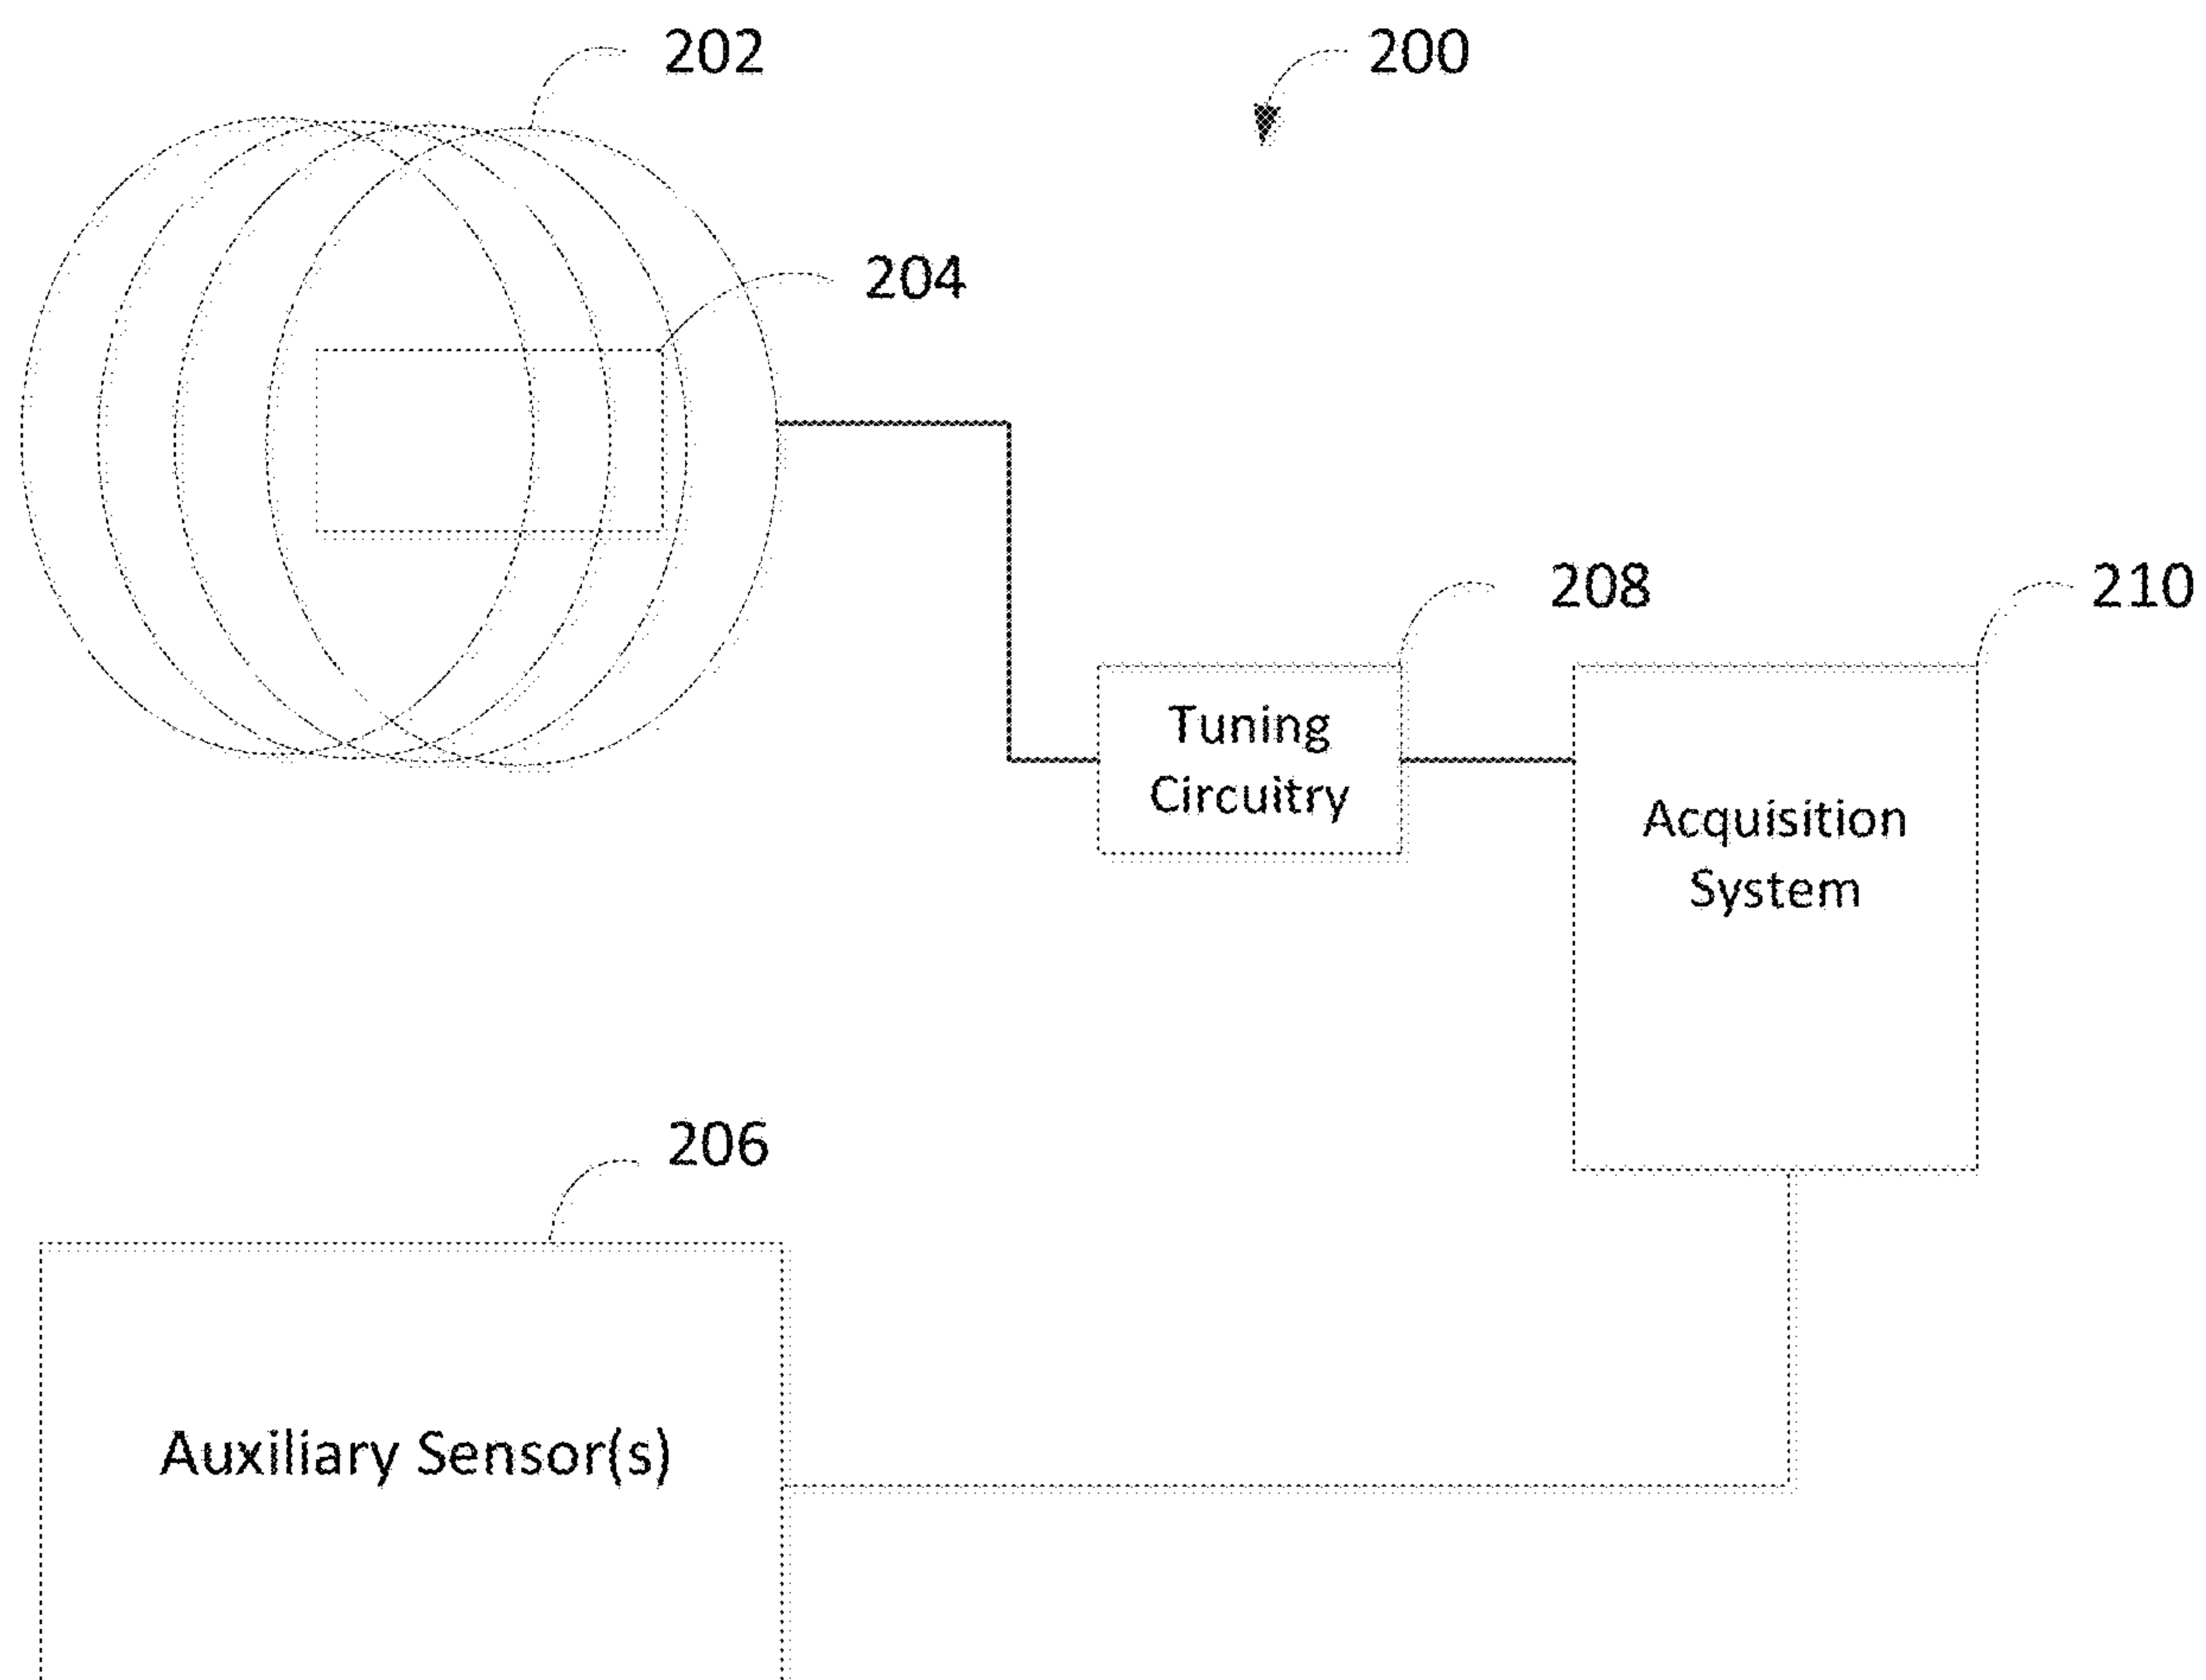 202
200
204
208
210
Tuning
Circuitry
Acquisition
System
206
Auxiliary Sensor(s)